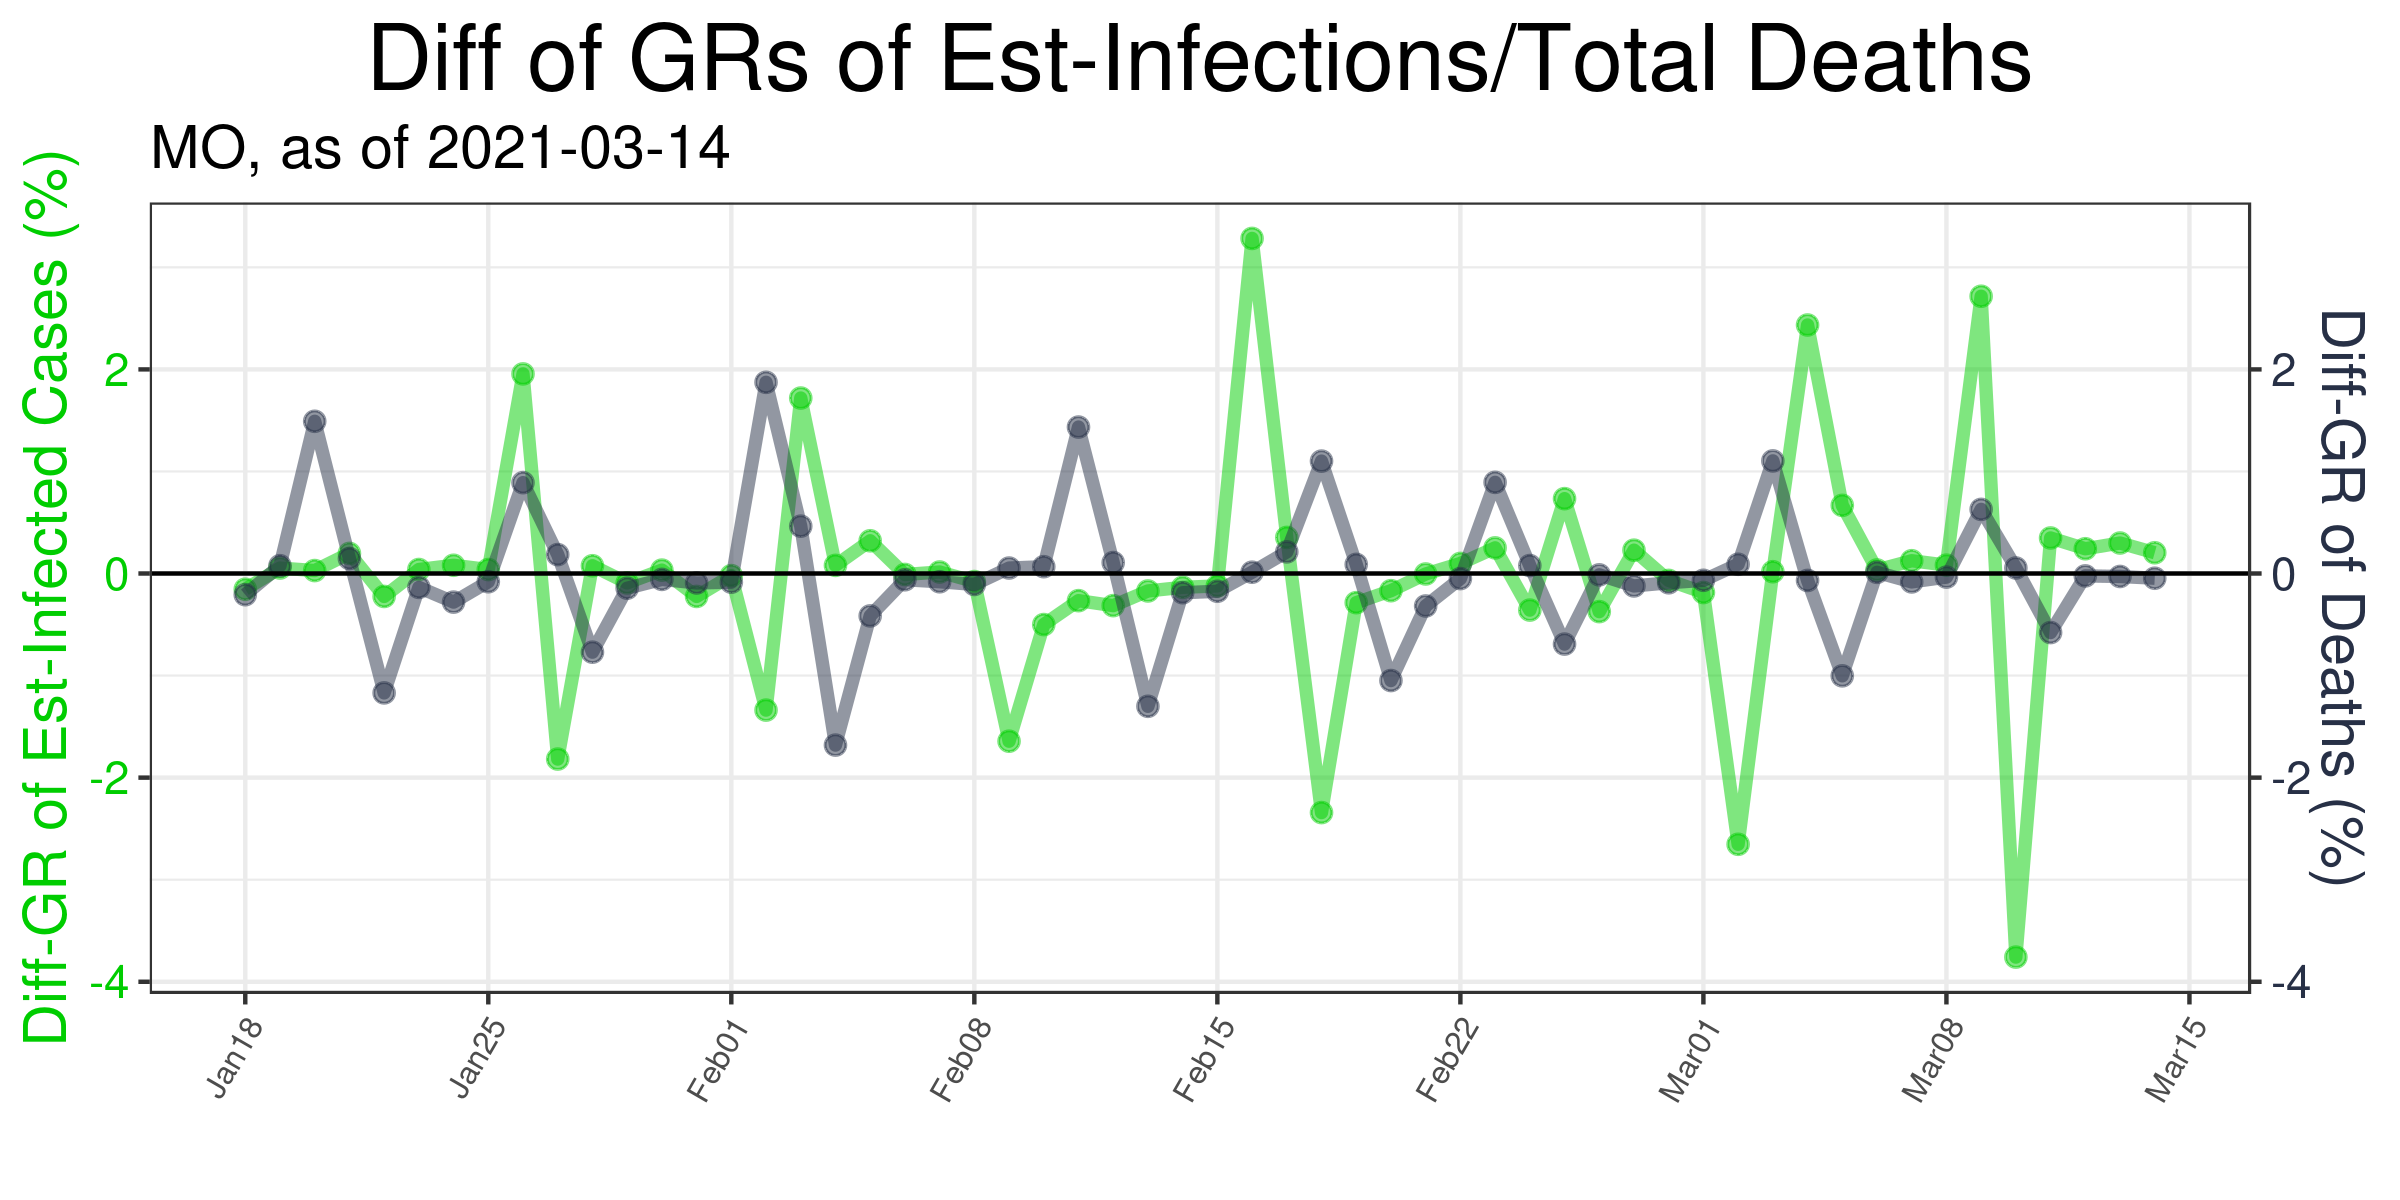 Diff of GRs of Est-Infections/Total Deaths
MO, as of 2021-03-14
Diff-GR of Est-Infected Cases (%)
2
0
-2
-4
2
0
-2
-4
Diff-GR of Deaths (%)
Jan18
Jan25
Feb01
Feb08
Feb15
Feb22
Mar01
Mar08
Mar15